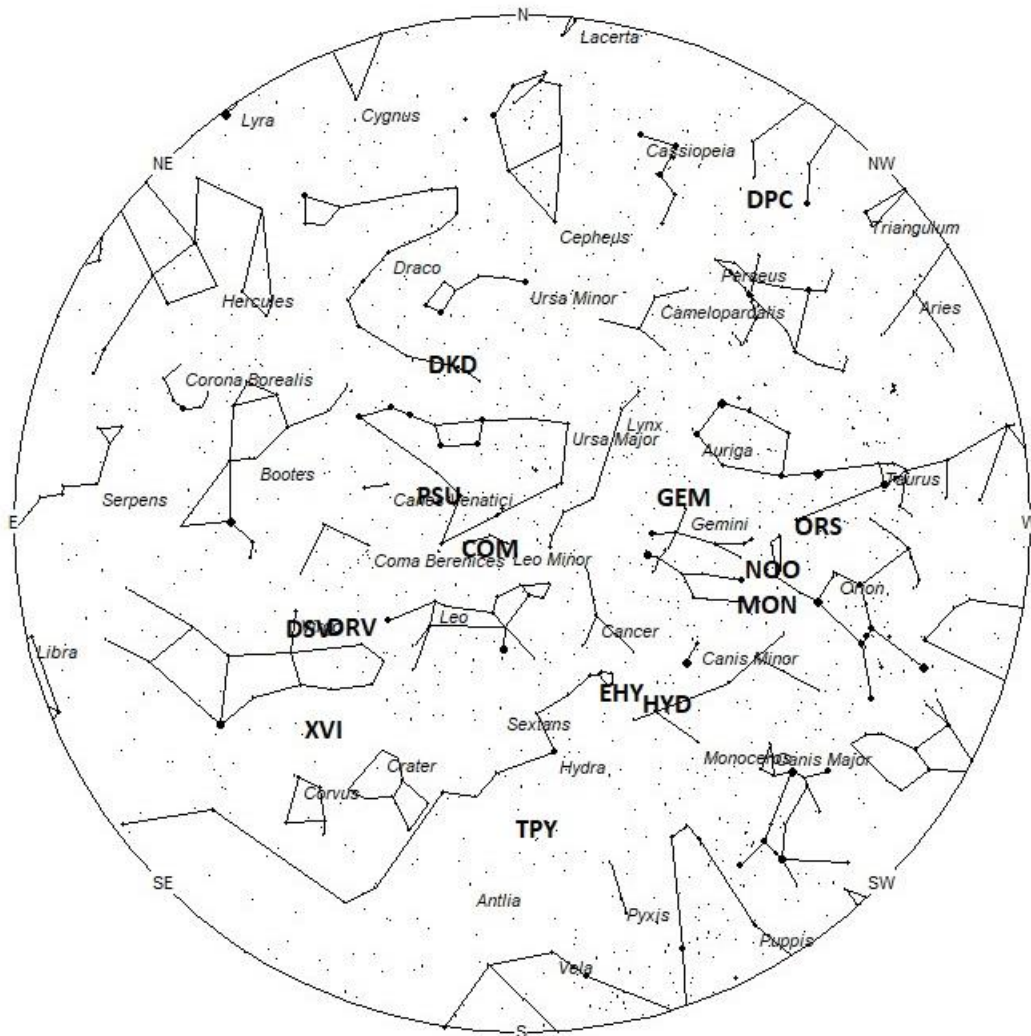 N
Lacerta
Cygnus
Lyra
Cassiopeia
NE
NW
DPC
Triangulum
Cepheus
Draco
Perseus
Ursa Minor
Hercules
Camelopardalis
Aries
DKD
Corona Borealis
Lynx
Ursa Major
Auriga
Bootes
Taurus
Serpens
PSU
Canes Venatici
GEM
E
Gemini
ORS
W
COM
Coma Berenices
Leo Minor
NOO
Orion
MON
Leo
DSV
DRV
Cancer
Libra
Canis Minor
EHY
HYD
XVI
Sextans
Monoceros
Canis Major
Crater
Hydra
Corvus
TPY
SE
SW
Antlia
Pyxis
Puppis
Vela
S